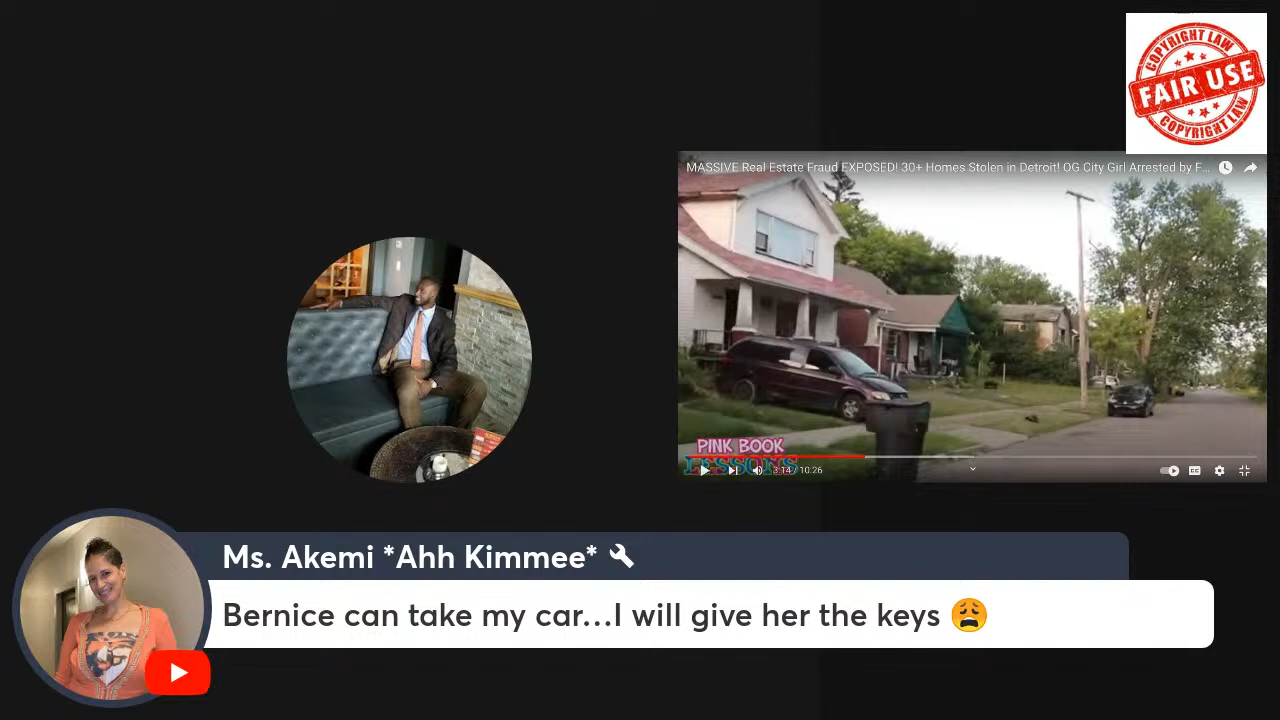 COPYRIGHT LAW
FAIR USE
COPYRIGHT LAW
MASSIVE Real Estate Fraud EXPOSED! 30+ Homes Stolen in Detroit! OG City Girl Arrested by F...
PINK BOOK
LESSONS
3:14 / 10:26
CC
Ms. Akemi *Ahh Kimmee*
Bernice can take my car...I will give her the keys 😩